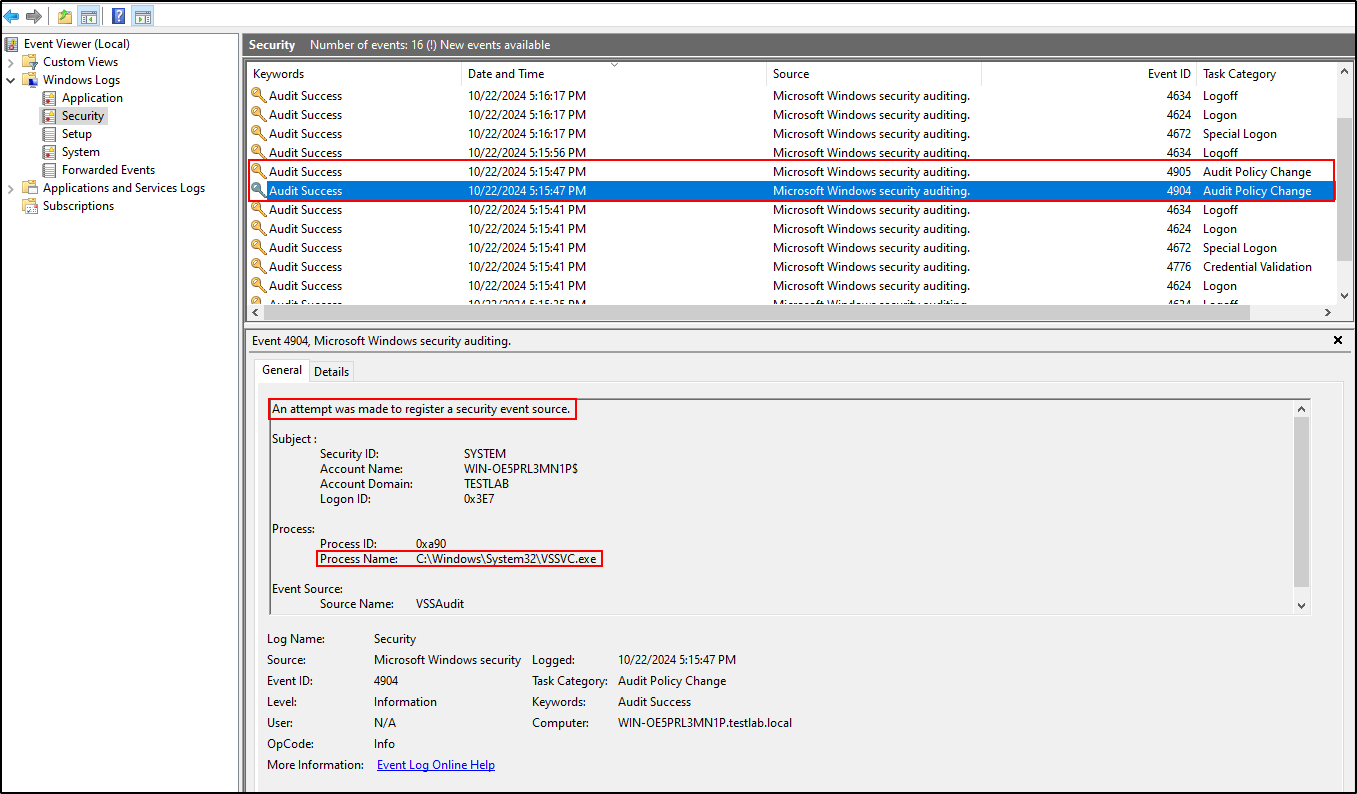 Event Viewer (Local)
Custom Views
Windows Logs
Application
Security
Setup
System
Forwarded Events
Applications and Services Logs
Subscriptions
Security Number of events: 16 (!) New events available
Keywords Date and Time Source Event ID Task Category
Audit Success 10/22/2024 5:16:17 PM Microsoft Windows security auditing. 4634 Logoff
Audit Success 10/22/2024 5:16:17 PM Microsoft Windows security auditing. 4624 Logon
Audit Success 10/22/2024 5:16:17 PM Microsoft Windows security auditing. 4672 Special Logon
Audit Success 10/22/2024 5:15:56 PM Microsoft Windows security auditing. 4634 Logoff
Audit Success 10/22/2024 5:15:47 PM Microsoft Windows security auditing. 4905 Audit Policy Change
Audit Success 10/22/2024 5:15:47 PM Microsoft Windows security auditing. 4904 Audit Policy Change
Audit Success 10/22/2024 5:15:41 PM Microsoft Windows security auditing. 4634 Logoff
Audit Success 10/22/2024 5:15:41 PM Microsoft Windows security auditing. 4624 Logon
Audit Success 10/22/2024 5:15:41 PM Microsoft Windows security auditing. 4672 Special Logon
Audit Success 10/22/2024 5:15:41 PM Microsoft Windows security auditing. 4776 Credential Validation
Audit Success 10/22/2024 5:15:41 PM Microsoft Windows security auditing. 4624 Logon
Audit Success 10/22/2024 5:15:35 PM Microsoft Windows security auditing. 4634 Logoff
Event 4904, Microsoft Windows security auditing.
General Details
An attempt was made to register a security event source.
Subject :
Security ID: SYSTEM
Account Name: WIN-OE5PRL3MN1P$
Account Domain: TESTLAB
Logon ID: 0x3E7
Process:
Process ID: 0xa90
Process Name: C:\Windows\System32\VSSVC.exe
Event Source:
Source Name: VSSAudit
Log Name: Security
Source: Microsoft Windows security Logged: 10/22/2024 5:15:47 PM
Event ID: 4904 Task Category: Audit Policy Change
Level: Information Keywords: Audit Success
User: N/A Computer: WIN-OE5PRL3MN1P.testlab.local
OpCode: Info
More Information: Event Log Online Help